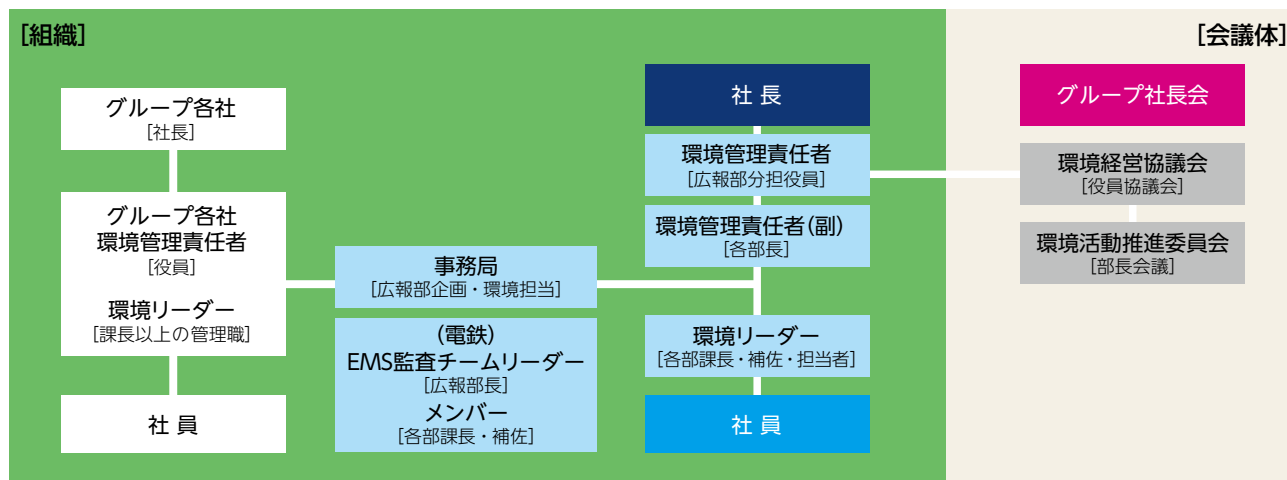 [組織]
グループ各社
[社長]
グループ各社
環境管理責任者
[役員]
環境リーダー
[課長以上の管理職]
社 員
事務局
[広報部企画・環境担当]
(電鉄)
EMS監査チームリーダー
[広報部長]
メンバー
[各部課長・補佐]
社 長
環境管理責任者
[広報部分担役員]
環境管理責任者(副)
[各部長]
環境リーダー
[各部課長・補佐・担当者]
社 員
[会議体]
グループ社長会
環境経営協議会
[役員協議会]
環境活動推進委員会
[部長会議]